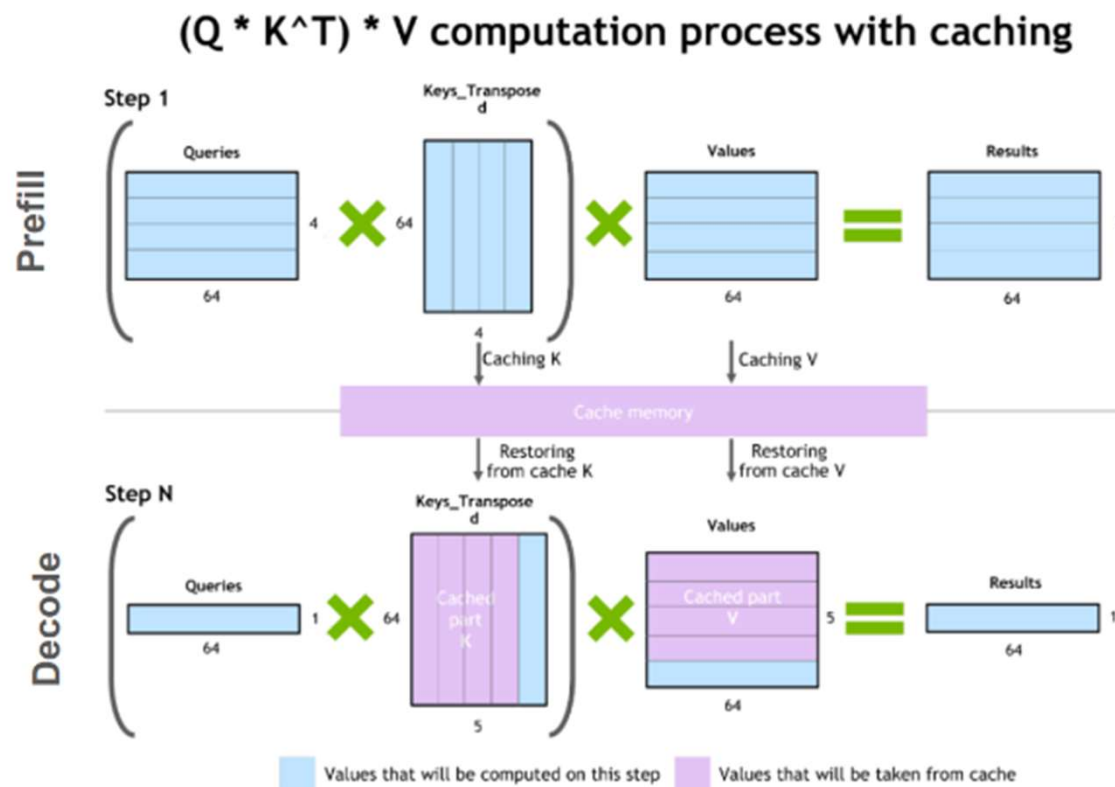 (Q * K^T) * V computation process with caching
Prefill
Step 1
Queries
4
64
64
Keys_Transpose
d
4
Values
64
Results
64
Caching K
Caching V
Cache memory
Restoring
from cache K
Restoring
from cache V
Decode
Step N
Queries
1
64
64
Keys_Transpose
d
Cached
part
K
5
Values
Cached part
V
5
64
Results
1
64
Values that will be computed on this step
Values that will be taken from cache